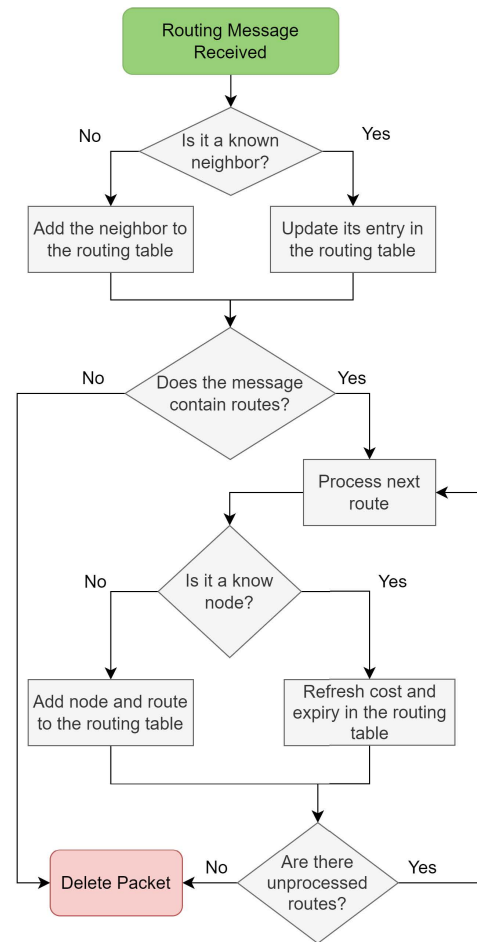 Routing Message
Received
Is it a known
neighbor?
No
Yes
Add the neighbor to
the routing table
Update its entry in
the routing table
Does the message
contain routes?
No
Yes
Process next
route
Is it a know
node?
No
Yes
Add node and route
to the routing table
Refresh cost and
expiry in the routing
table
Are there
unprocessed
routes?
No
Yes
Delete Packet